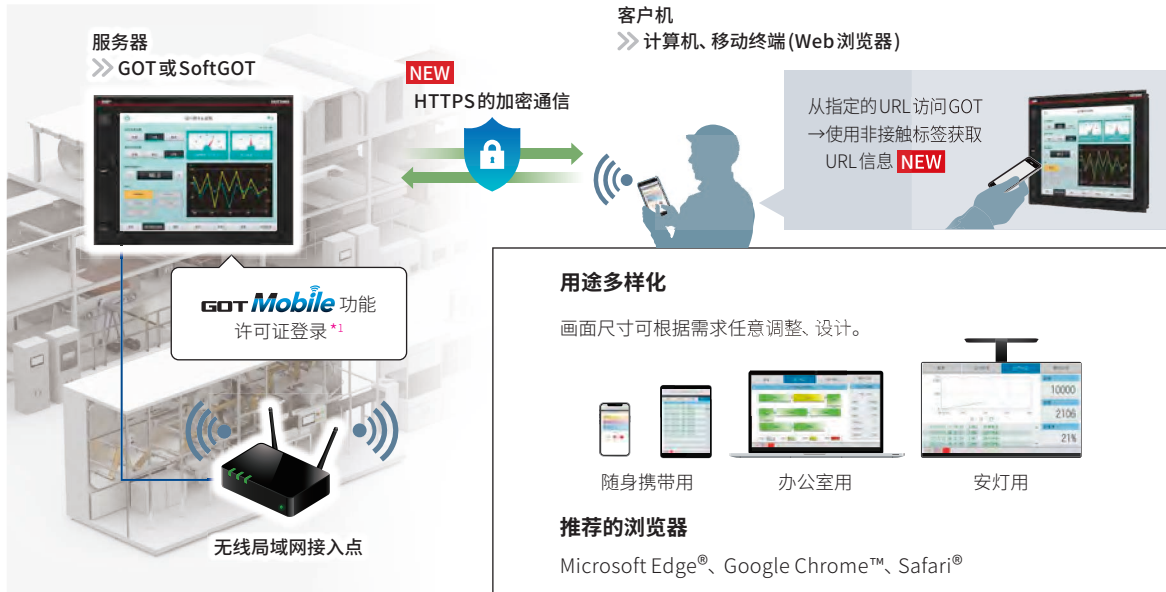 服务器
>> GOT或SoftGOT
NEW
HTTPS的加密通信
客户机
>> 计算机、移动终端(Web浏览器)
从指定的URL访问GOT
→使用非接触标签获取
URL信息 NEW
GOT Mobile 功能
许可证登录*1
无线局域网接入点
用途多样化
画面尺寸可根据需求任意调整、设计。
10000
2106
21%
随身携带用
办公室用
安灯用
推荐的浏览器
Microsoft Edge®、Google Chrome™、Safari®